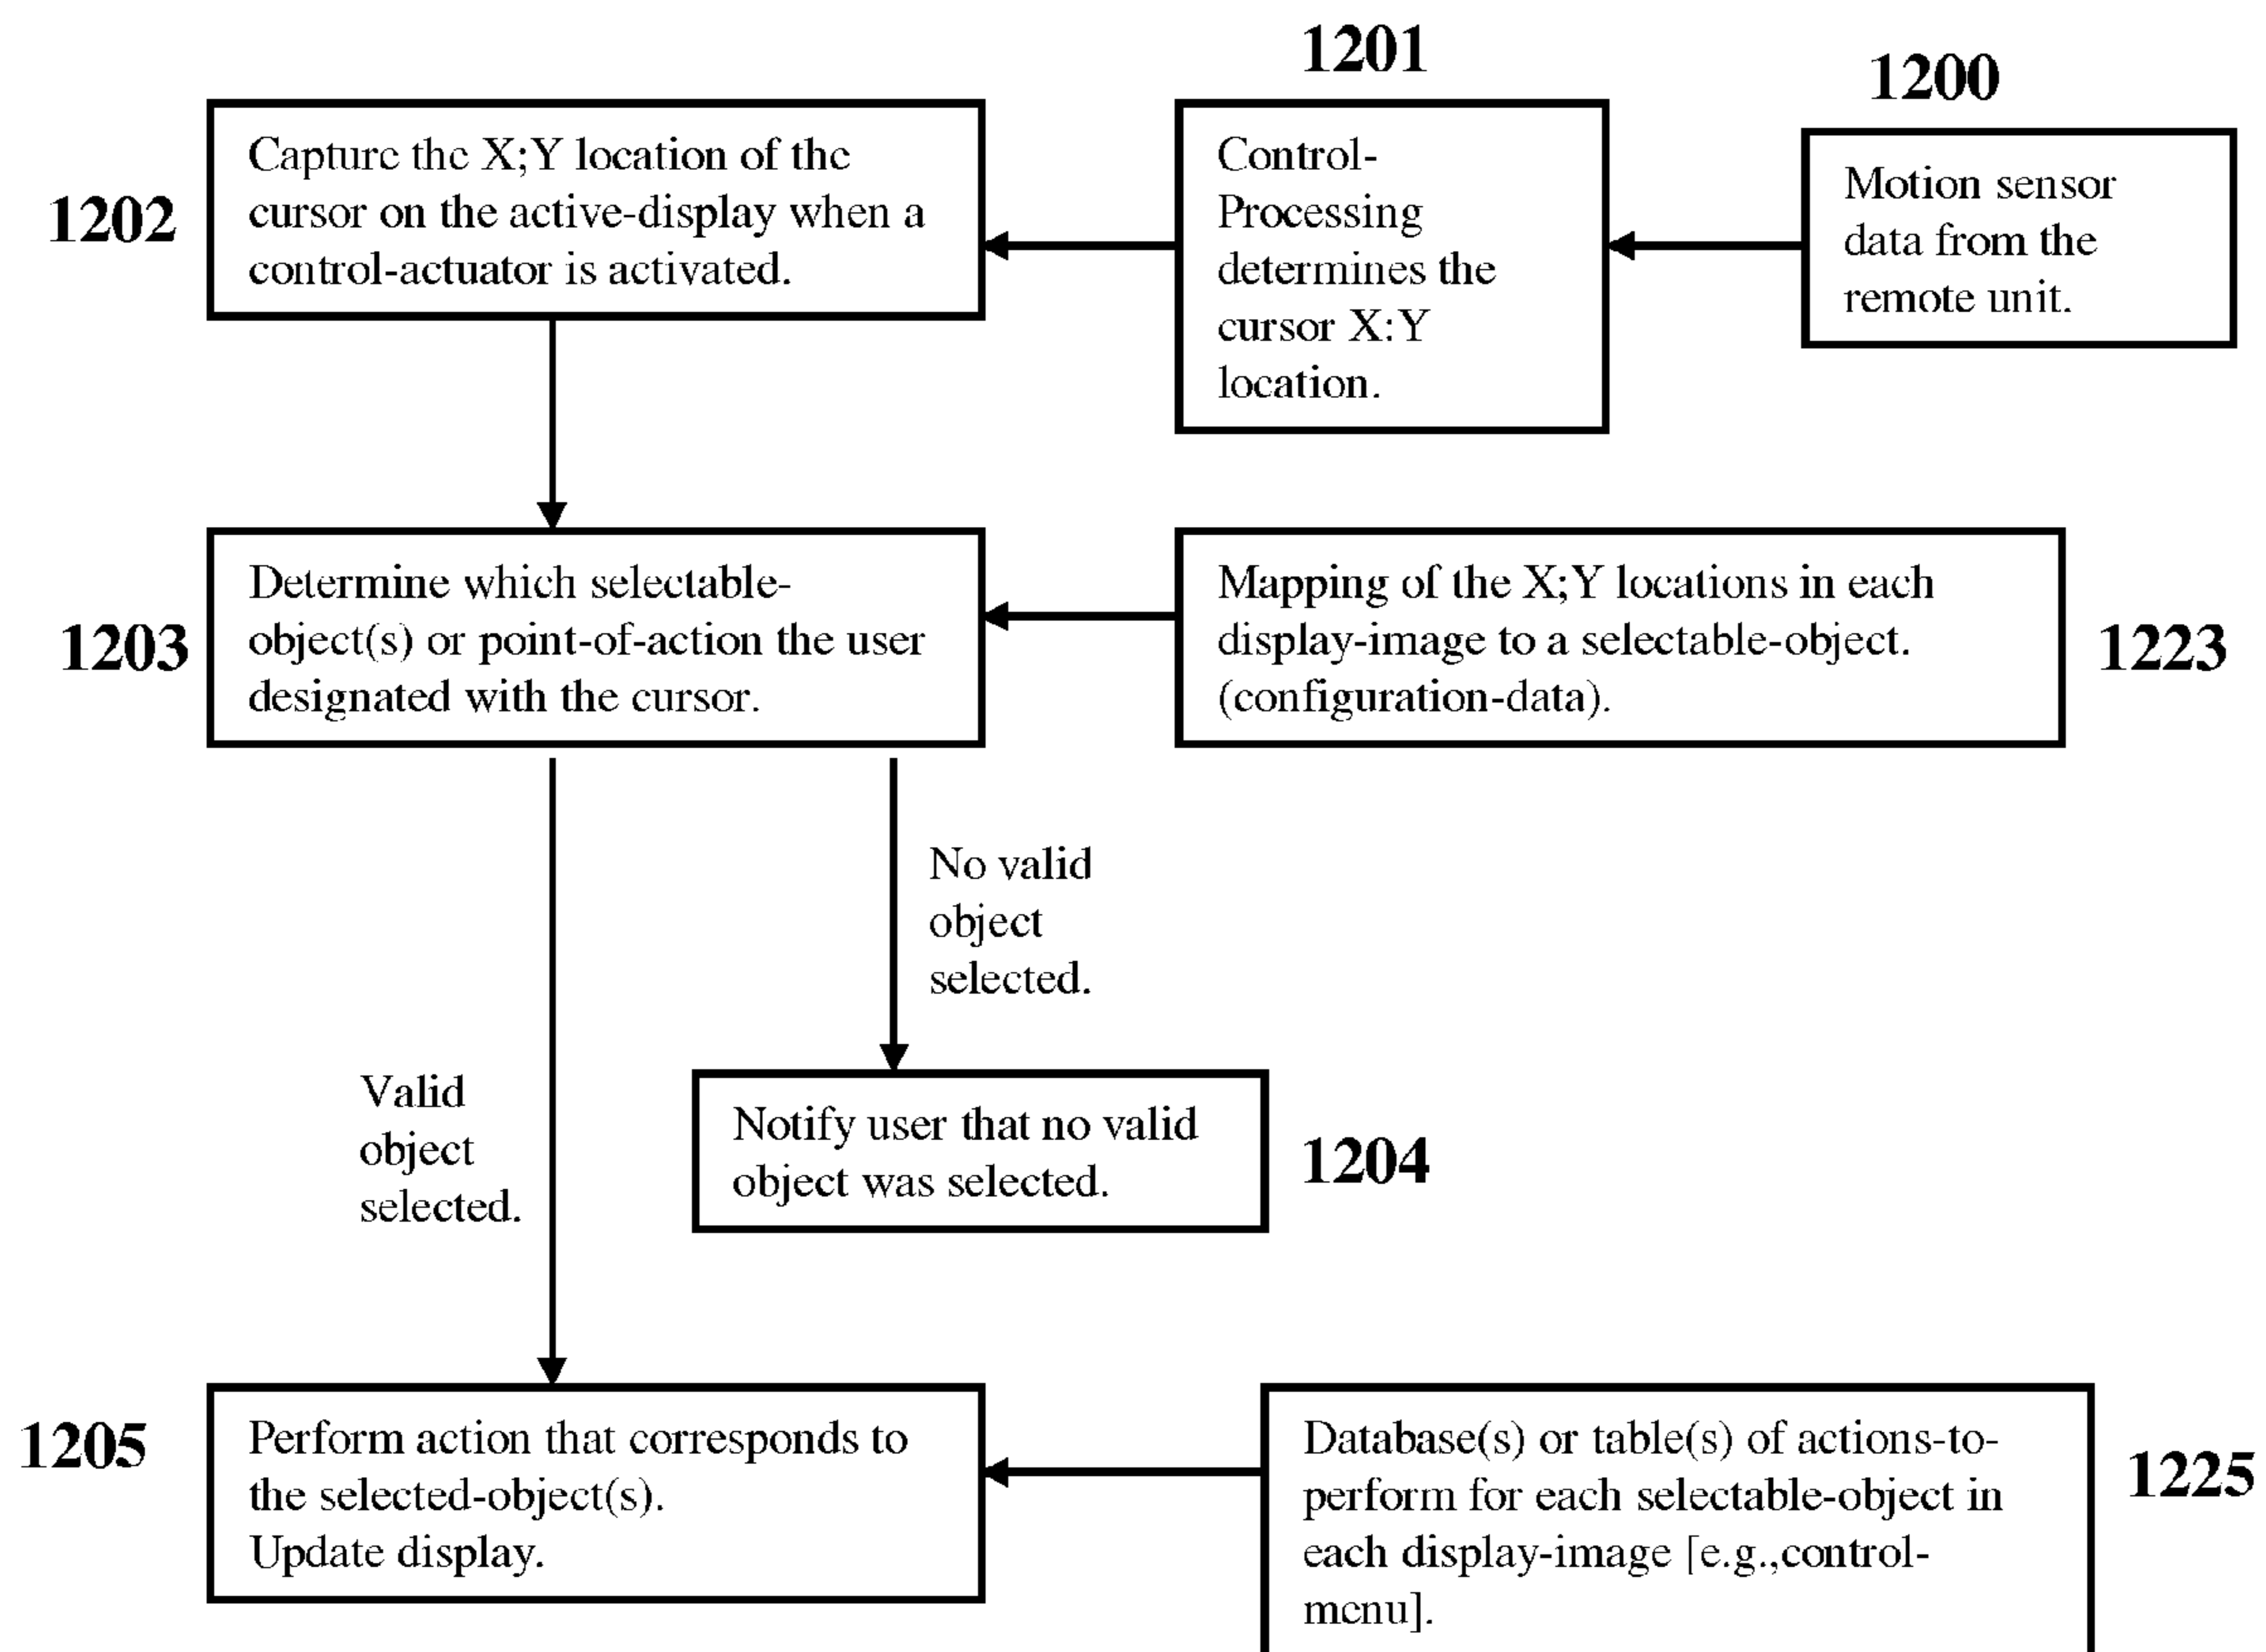 1201
1200
1202
Capture the X;Y location of the
cursor on the active-display when a
control-actuator is activated.
Control-
Processing
determines the
cursor X:Y
location.
Motion sensor
data from the
remote unit.
1203
Determine which selectable-
object(s) or point-of-action the user
designated with the cursor.
Mapping of the X;Y locations in each
display-image to a selectable-object.
(configuration-data).
1223
No valid
object
selected.
Valid
object
selected.
Notify user that no valid
object was selected.
1204
1205
Perform action that corresponds to
the selected-object(s).
Update display.
Database(s) or table(s) of actions-to-
perform for each selectable-object in
each display-image [e.g.,control-
menu].
1225